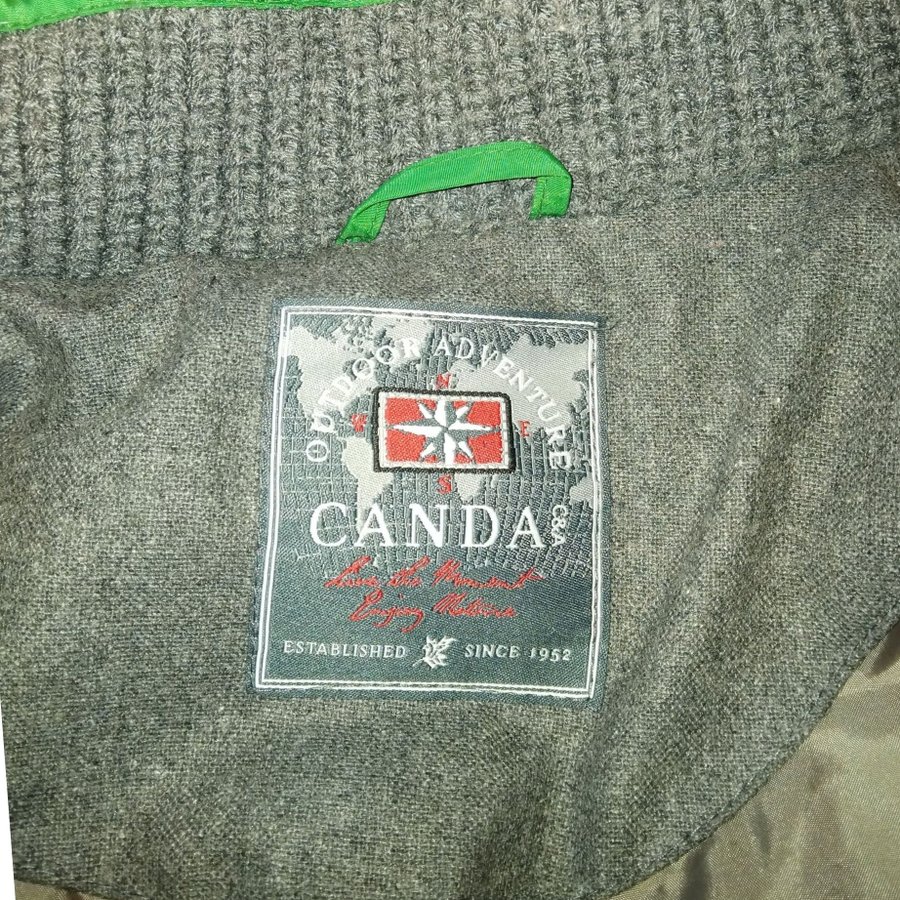 OUTDOOR ADVENTURE
N
W E
S
CANDA C&A
Live the Moment
Enjoy Nature
ESTABLISHED SINCE 1952